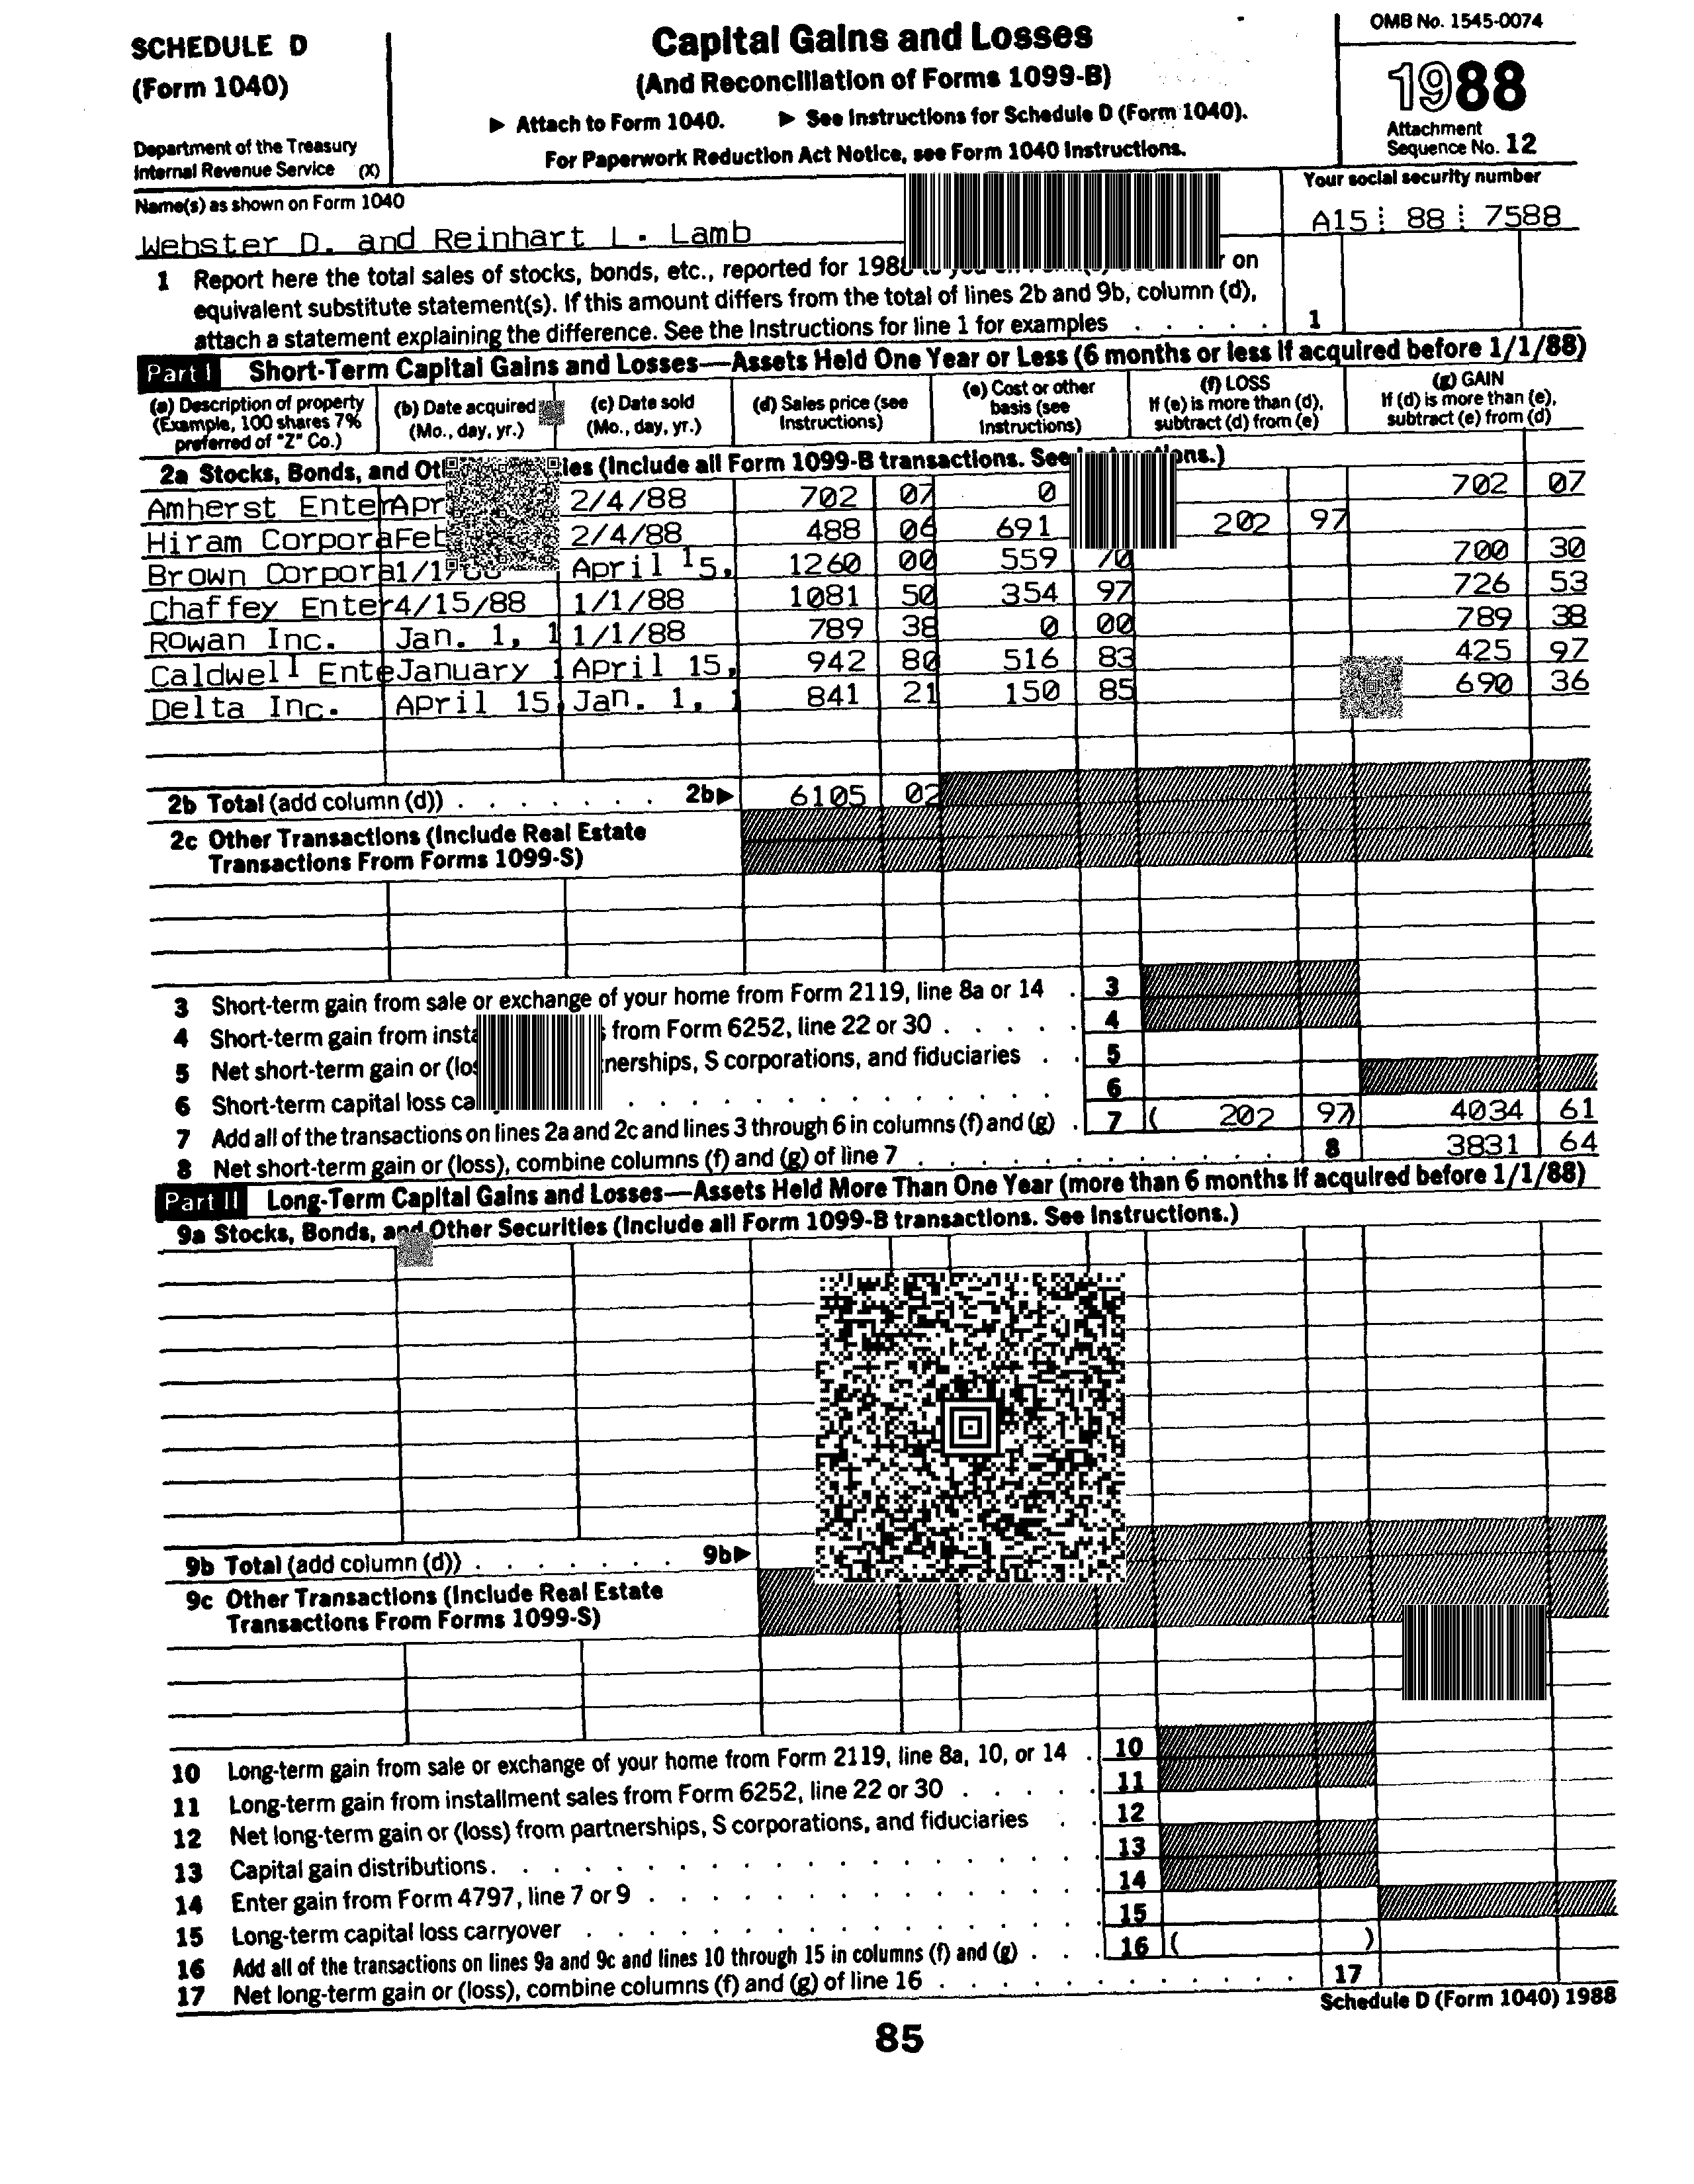 SCHEDULE D
(Form 1040)
Department of the Treasury
Internal Revenue Service (X)
Capital Gains and Losses
(And Reconciliation of Forms 1099-B)
▶ Attach to Form 1040. ▶ See Instructions for Schedule D (Form 1040).
For Paperwork Reduction Act Notice, see Form 1040 Instructions.
OMB No. 1545-0074
1988
Attachment
Sequence No. 12
Name(s) as shown on Form 1040
Webster D. and Reinhart L. Lamb
Your social security number
A15 88 7588
1 Report here the total sales of stocks, bonds, etc., reported for 198 on
equivalent substitute statement(s). If this amount differs from the total of lines 2b and 9b, column (d),
attach a statement explaining the difference. See the Instructions for line 1 for examples . . . . . 1
Part I Short-Term Capital Gains and Losses—Assets Held One Year or Less (6 months or less if acquired before 1/1/88)
(a) Description of property
(Example, 100 shares 7%
preferred of "Z" Co.)
(b) Date acquired
(Mo., day, yr.)
(c) Date sold
(Mo., day, yr.)
(d) Sales price (see
Instructions)
(e) Cost or other
basis (see
Instructions)
(f) LOSS
If (e) is more than (d),
subtract (d) from (e)
(g) GAIN
If (d) is more than (e),
subtract (e) from (d)
2a Stocks, Bonds, and (Include all Form 1099-B transactions. See
Amherst Ente Apr 2/4/88 702 07 0 702 07
Hiram Corpora Feb 2/4/88 488 06 691 202 97
Brown Corpora 1/1/ April 15, 1260 00 559 70 700 30
Chaffey Enter 4/15/88 1/1/88 1081 50 354 97 726 53
ROwan Inc. Jan. 1, 1 1/1/88 789 38 0 00 789 38
Caldwell Ente January 1 April 15, 942 80 516 83 425 97
Delta Inc. April 15 Jan. 1, 1 841 21 150 85 690 36
2b Total (add column (d)) . . . . . . . 2b▶ 6105 02
2c Other Transactions (Include Real Estate
Transactions From Forms 1099-S)
3 Short-term gain from sale or exchange of your home from Form 2119, line 8a or 14 . 3
4 Short-term gain from from Form 6252, line 22 or 30 . . . . . 4
5 Net short-term gain or S corporations, and fiduciaries . . 5
6 Short-term capital loss . . . . . . . . . . . . . 6
7 Add all of the transactions on lines 2a and 2c and lines 3 through 6 in columns (f) and (g) . 7 ( 202 97) 4034 61
8 Net short-term gain or (loss), combine columns (f) and (g) of line 7 . . . . . . . . . . . . 8 3831 64
Part II Long-Term Capital Gains and Losses—Assets Held More Than One Year (more than 6 months if acquired before 1/1/88)
9a Stocks, Bonds, and Other Securities (Include all Form 1099-B transactions. See Instructions.)
9b Total (add column (d)) . . . . . . . 9b▶
9c Other Transactions (Include Real Estate
Transactions From Forms 1099-S)
10 Long-term gain from sale or exchange of your home from Form 2119, line 8a, 10, or 14 . 10
11 Long-term gain from installment sales from Form 6252, line 22 or 30 . . . . . 11
12 Net long-term gain or (loss) from partnerships, S corporations, and fiduciaries . . 12
13 Capital gain distributions . . . . . . . . . . . . . . . . . . 13
14 Enter gain from Form 4797, line 7 or 9 . . . . . . . . . . . . . . 14
15 Long-term capital loss carryover . . . . . . . . . . . . . . . . 15
16 Add all of the transactions on lines 9a and 9c and lines 10 through 15 in columns (f) and (g) . . . 16 ( )
17 Net long-term gain or (loss), combine columns (f) and (g) of line 16 . . . . . . . . . . . . 17
Schedule D (Form 1040) 1988
85